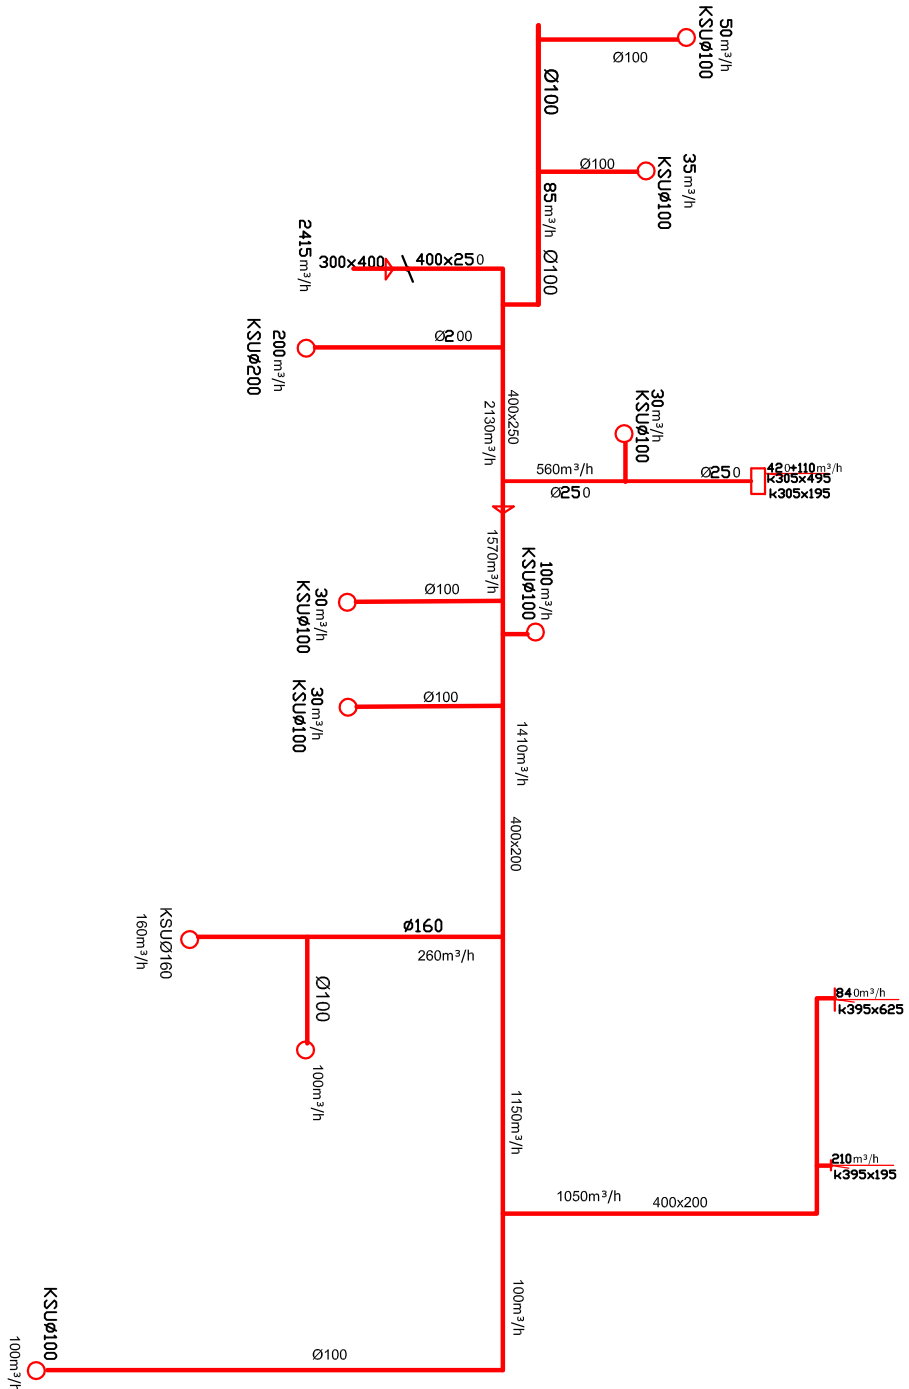 50m³/h
KSUø100
Ø100
Ø100
35m³/h
KSUø100
Ø100
85m³/h
Ø100
2415m³/h
300x400
400x250
200m³/h
KSUø200
Ø200
400x250
2130m³/h
30m³/h
KSUø100
560m³/h
Ø250
Ø250
420+110m³/h
k305x495
k305x195
1570m³/h
100m³/h
KSUø100
30m³/h
KSUø100
Ø100
30m³/h
KSUø100
Ø100
1410m³/h
400x200
KSUØ160
160m³/h
ø160
260m³/h
Ø100
100m³/h
840m³/h
k395x625
1150m³/h
210m³/h
k395x195
1050m³/h
400x200
100m³/h
KSUø100
100m³/h
Ø100